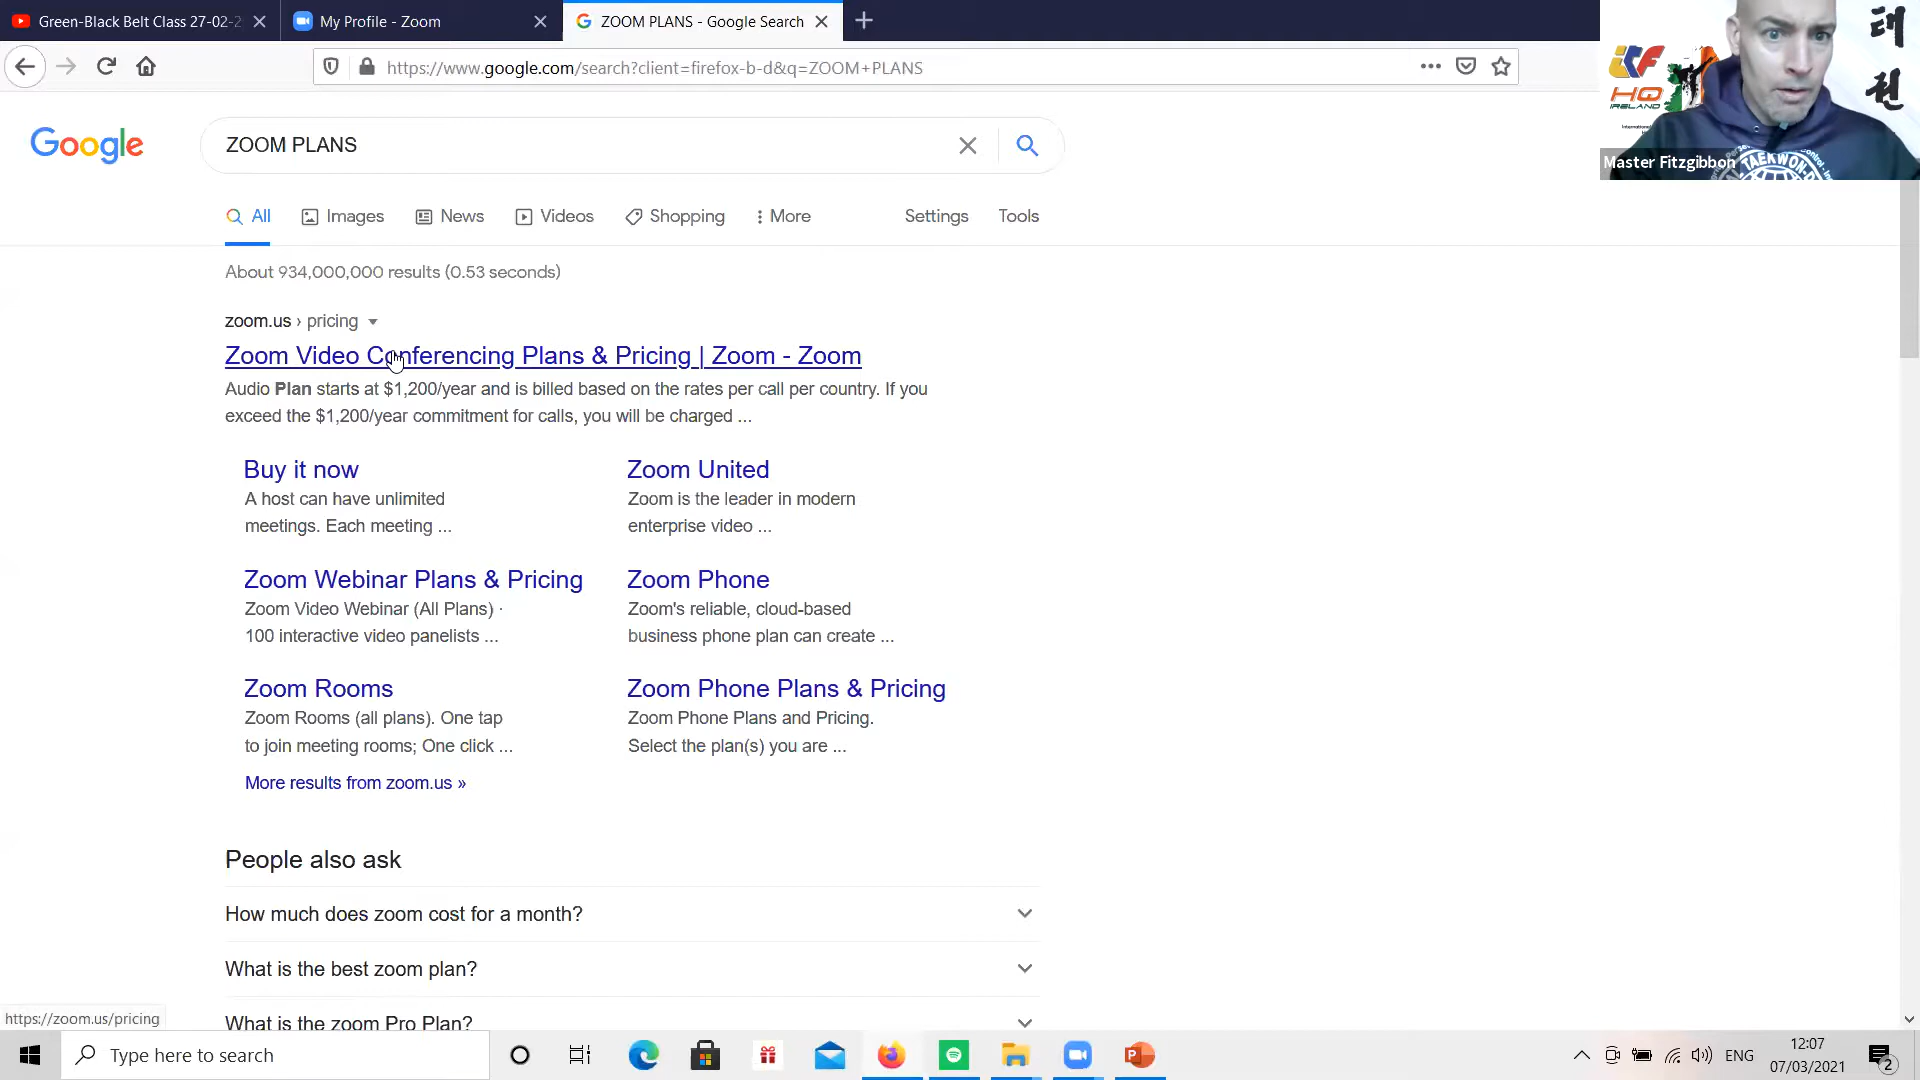 Green-Black Belt Class 27-02-2
My Profile - Zoom
ZOOM PLANS - Google Search
https://www.google.com/search?client=firefox-b-d&q=ZOOM+PLANS
태
권
HQ
IRELAND
Master Fitzgibbon
TAEKWON-D
Google
ZOOM PLANS
All
Images
News
Videos
Shopping
More
Settings
Tools
About 934,000,000 results (0.53 seconds)
zoom.us › pricing
Zoom Video Conferencing Plans & Pricing | Zoom - Zoom
Audio Plan starts at $1,200/year and is billed based on the rates per call per country. If you
exceed the $1,200/year commitment for calls, you will be charged ...
Buy it now
A host can have unlimited
meetings. Each meeting ...
Zoom United
Zoom is the leader in modern
enterprise video ...
Zoom Webinar Plans & Pricing
Zoom Video Webinar (All Plans) ·
100 interactive video panelists ...
Zoom Phone
Zoom's reliable, cloud-based
business phone plan can create ...
Zoom Rooms
Zoom Rooms (all plans). One tap
to join meeting rooms; One click ...
Zoom Phone Plans & Pricing
Zoom Phone Plans and Pricing.
Select the plan(s) you are ...
More results from zoom.us »
People also ask
How much does zoom cost for a month?
What is the best zoom plan?
What is the zoom Pro Plan?
https://zoom.us/pricing
Type here to search
ENG
12:07
07/03/2021
2